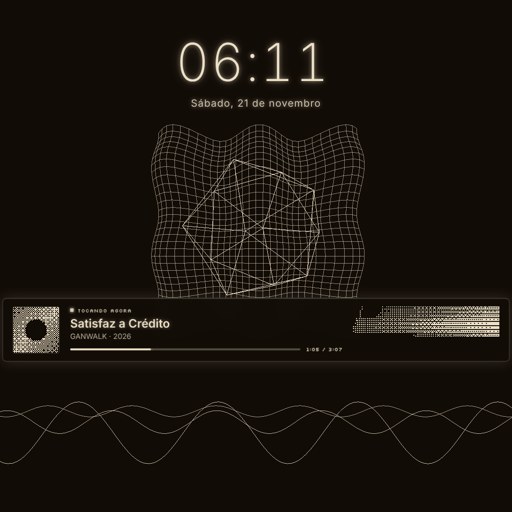 06:11
Sábado, 21 de novembro
TOCANDO AGORA
Satisfaz a Crédito
GANWALK · 2026
1:08 / 3:07